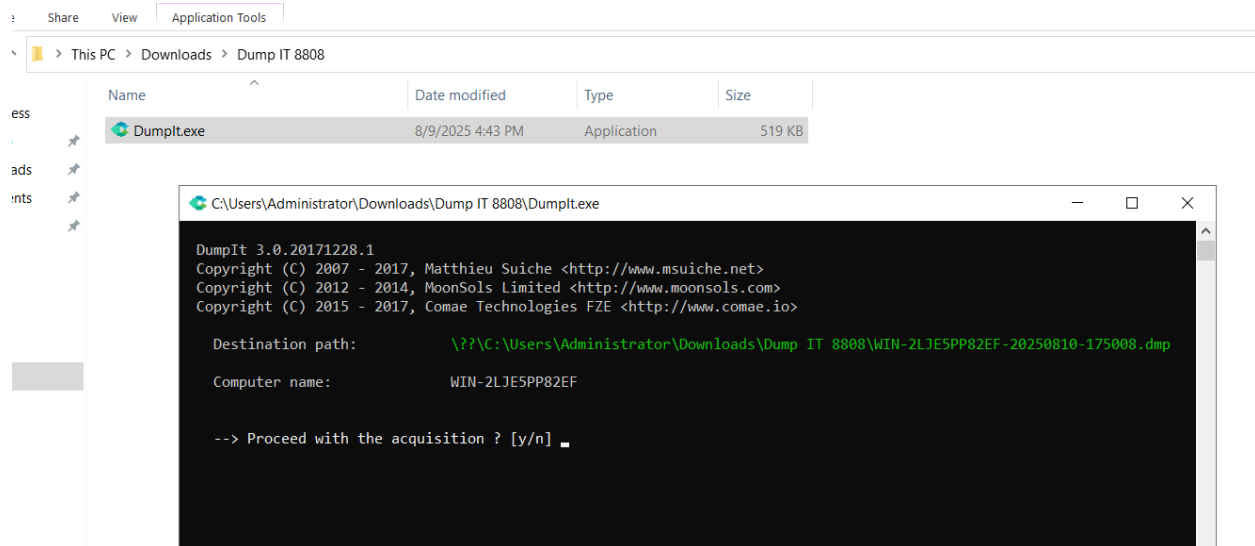 Share View Application Tools
This PC > Downloads > Dump IT 8808
Name Date modified Type Size
ess
DumpIt.exe 8/9/2025 4:43 PM Application 519 KB
ads
ents
C:\Users\Administrator\Downloads\Dump IT 8808\DumpIt.exe
DumpIt 3.0.20171228.1
Copyright (C) 2007 - 2017, Matthieu Suiche <http://www.msuiche.net>
Copyright (C) 2012 - 2014, MoonSols Limited <http://www.moonsols.com>
Copyright (C) 2015 - 2017, Comae Technologies FZE <http://www.comae.io>
Destination path: \??\C:\Users\Administrator\Downloads\Dump IT 8808\WIN-2LJE5PP82EF-20250810-175008.dmp
Computer name: WIN-2LJE5PP82EF
--> Proceed with the acquisition ? [y/n] _